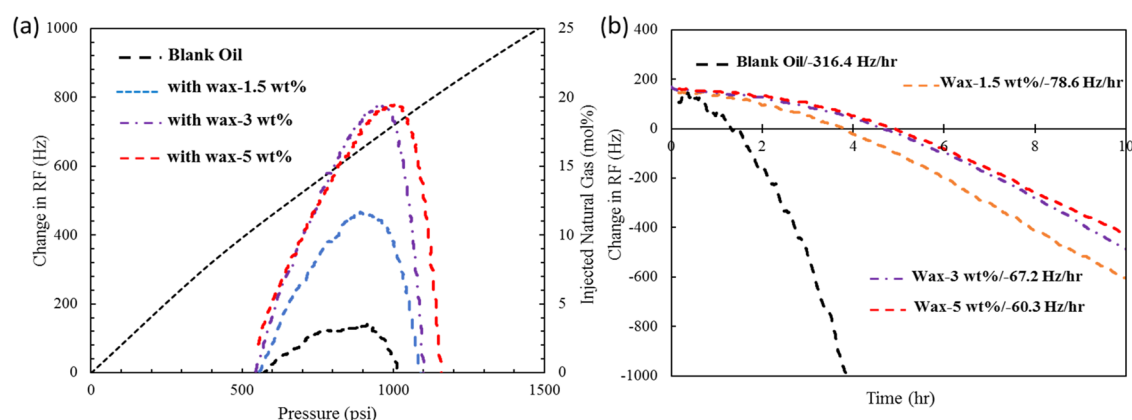 (a)
1000
800
600
400
200
0
Change in RF (Hz)
Blank Oil
with wax-1.5 wt%
with wax-3 wt%
with wax-5 wt%
25
20
15
10
5
0
Injected Natural Gas (mol%)
0
500
1000
1500
Pressure (psi)
(b)
400
200
0
-200
-400
-600
-800
-1000
Change in RF (Hz)
Blank Oil/-316.4 Hz/hr
Wax-1.5 wt%/-78.6 Hz/hr
0
2
4
6
8
10
Wax-3 wt%/-67.2 Hz/hr
Wax-5 wt%/-60.3 Hz/hr
Time (hr)